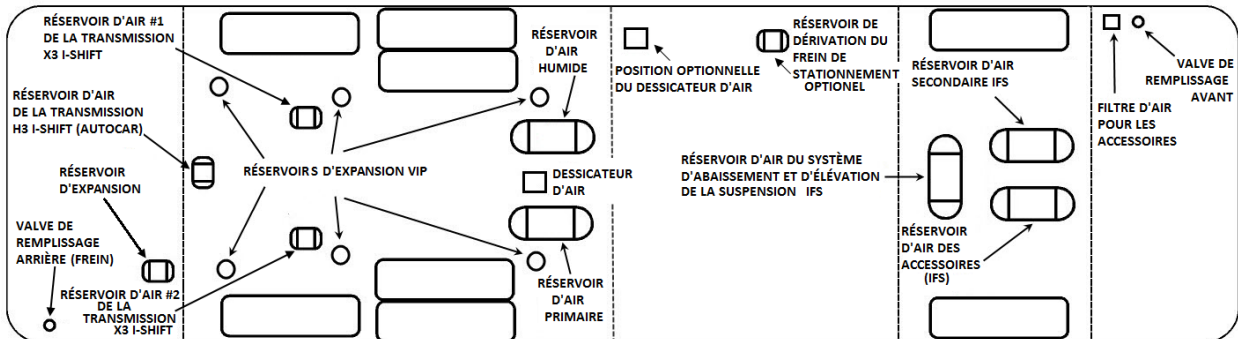 RÉSERVOIR D'AIR #1
DE LA TRANSMISSION
X3 I-SHIFT
RÉSERVOIR D'AIR
DE LA TRANSMISSION
H3 I-SHIFT (AUTOCAR)
RÉSERVOIR
D'EXPANSION
VALVE DE
REMPLISSAGE
ARRIÈRE (FREIN)
RÉSERVOIR D'AIR #2
DE LA
TRANSMISSION
X3 I-SHIFT
RÉSERVOIRS D'EXPANSION VIP
RÉSERVOIR
D'AIR
HUMIDE
DESSICATEUR
D'AIR
RÉSERVOIR
D'AIR
PRIMAIRE
POSITION OPTIONNELLE
DU DESSICATEUR D'AIR
RÉSERVOIR DE
DÉRIVATION DU
FREIN DE
STATIONNEMENT
OPTIONEL
RÉSERVOIR D'AIR DU SYSTÈME
D'ABAISSEMENT ET D'ÉLÉVATION
DE LA SUSPENSION IFS
RÉSERVOIR D'AIR
SECONDAIRE IFS
RÉSERVOIR
D'AIR DES
ACCESSOIRES
(IFS)
FILTRE D'AIR
POUR LES
ACCESSOIRES
VALVE DE
REMPLISSAGE
AVANT